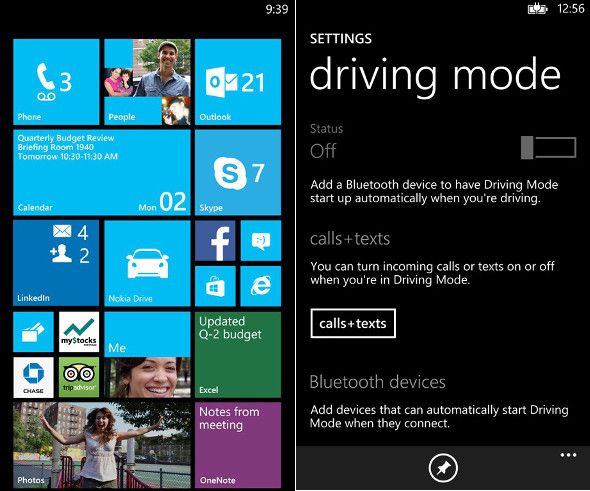 9:39
3
Phone
People
21
Outlook
Quarterly Budget Review
Briefing Room 1940
Tomorrow 10:30-11:30 AM
Calendar
Mon 02
7
Skype
4
2
LinkedIn
Nokia Drive
my$tocks
Me
Updated
Q-2 budget
CHASE
tripadvisor
Excel
Photos
Notes from
meeting
OneNote
12:56
SETTINGS
driving mode
Status
Off
Add a Bluetooth device to have Driving Mode
start up automatically when you're driving.
calls+texts
You can turn incoming calls or texts on or off
when you're in Driving Mode.
calls+texts
Bluetooth devices
Add devices that can automatically start Driving
Mode when they connect.